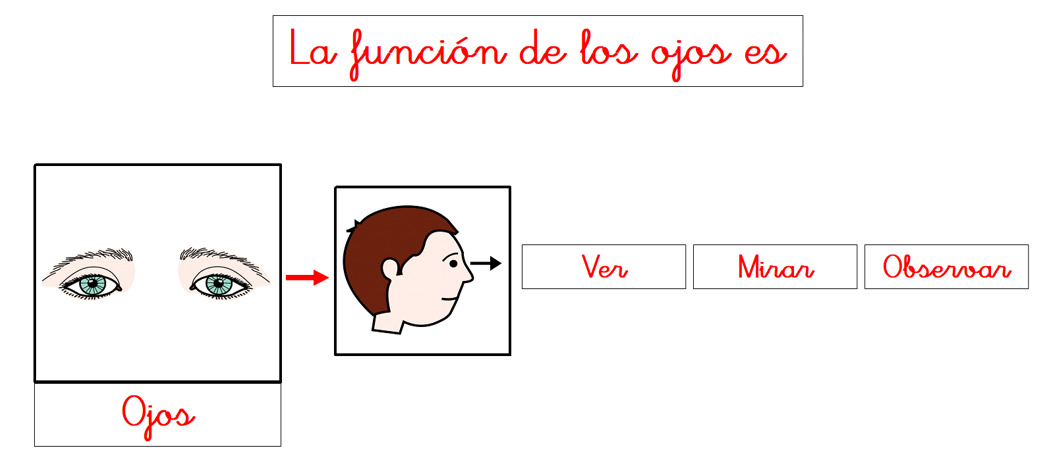 La función de los ojos es
Ver
Mirar
Observar
Ojos